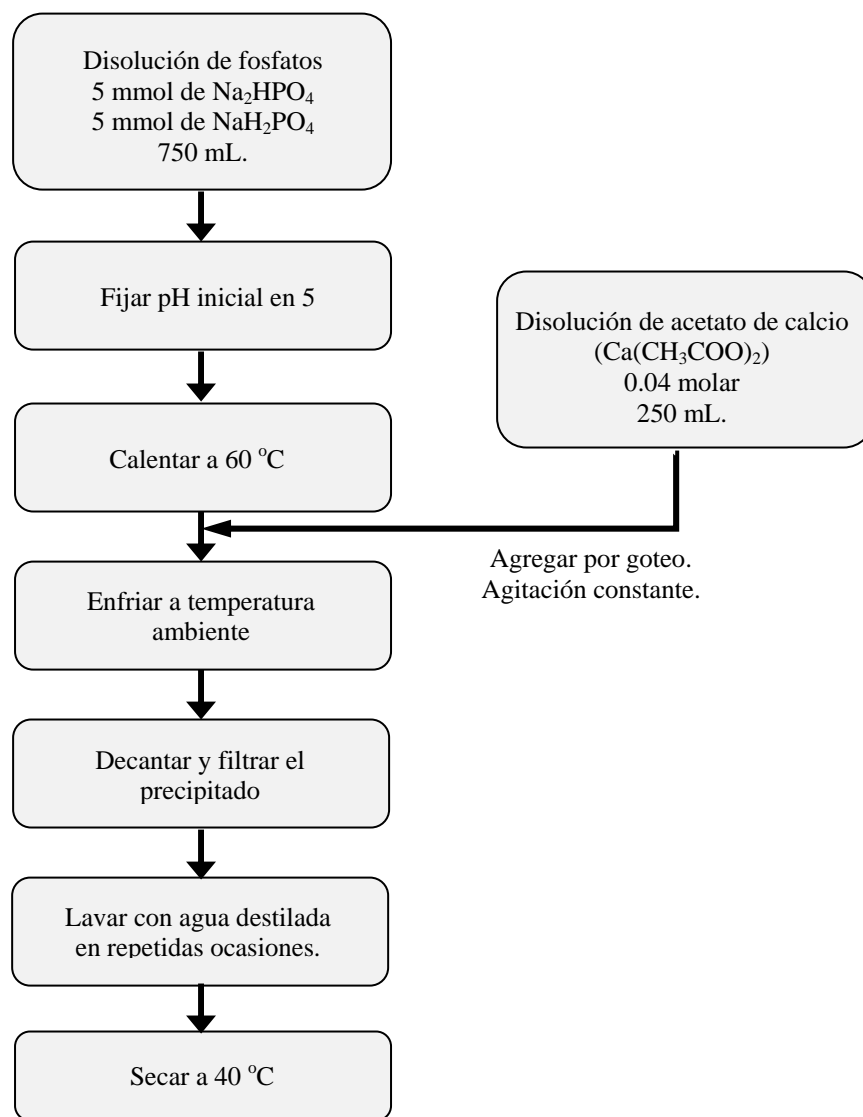 Disolución de fosfatos
5 mmol de Na₂HPO₄
5 mmol de NaH₂PO₄
750 mL.
Fijar pH inicial en 5
Disolución de acetato de calcio
(Ca(CH₃COO)₂)
0.04 molar
250 mL.
Calentar a 60 °C
Agregar por goteo.
Agitación constante.
Enfriar a temperatura
ambiente
Decantar y filtrar el
precipitado
Lavar con agua destilada
en repetidas ocasiones.
Secar a 40 °C